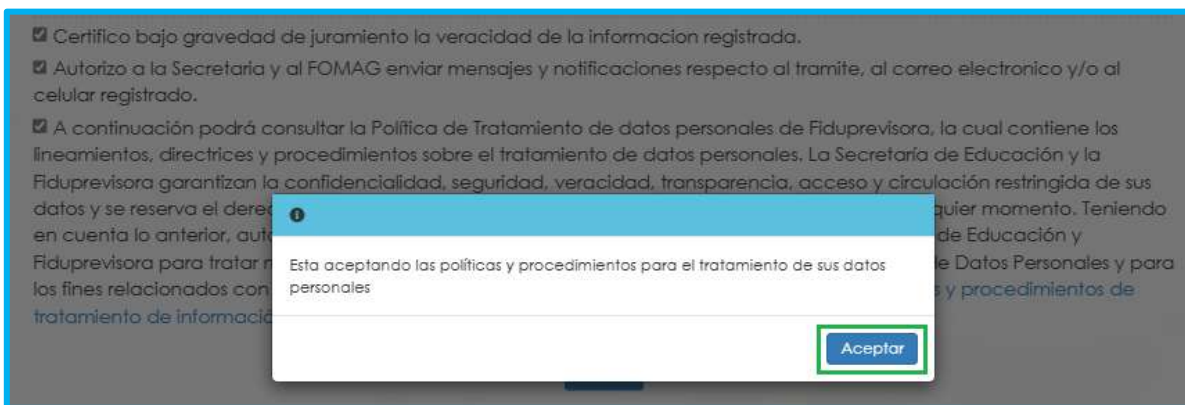 Certifico bajo gravedad de juramento la veracidad de la informacion registrada.
Autorizo a la Secretaria y al FOMAG enviar mensajes y notificaciones respecto al tramite, al correo electronico y/o al
celular registrado.
A continuación podrá consultar la Política de Tratamiento de datos personales de Fiduprevisora, la cual contiene los
lineamientos, directrices y procedimientos sobre el tratamiento de datos personales. La Secretaría de Educación y la
Fiduprevisora garantizan la confidencialidad, seguridad, veracidad, transparencia, acceso y circulación restringida de sus
datos y se reserva el momento. Teniendo
en cuenta lo anterior, de Educación y
Fiduprevisora para tratar Datos Personales y para
los fines relacionados con y procedimientos de
tratamiento de
Esta aceptando las políticas y procedimientos para el tratamiento de sus datos
personales
Aceptar